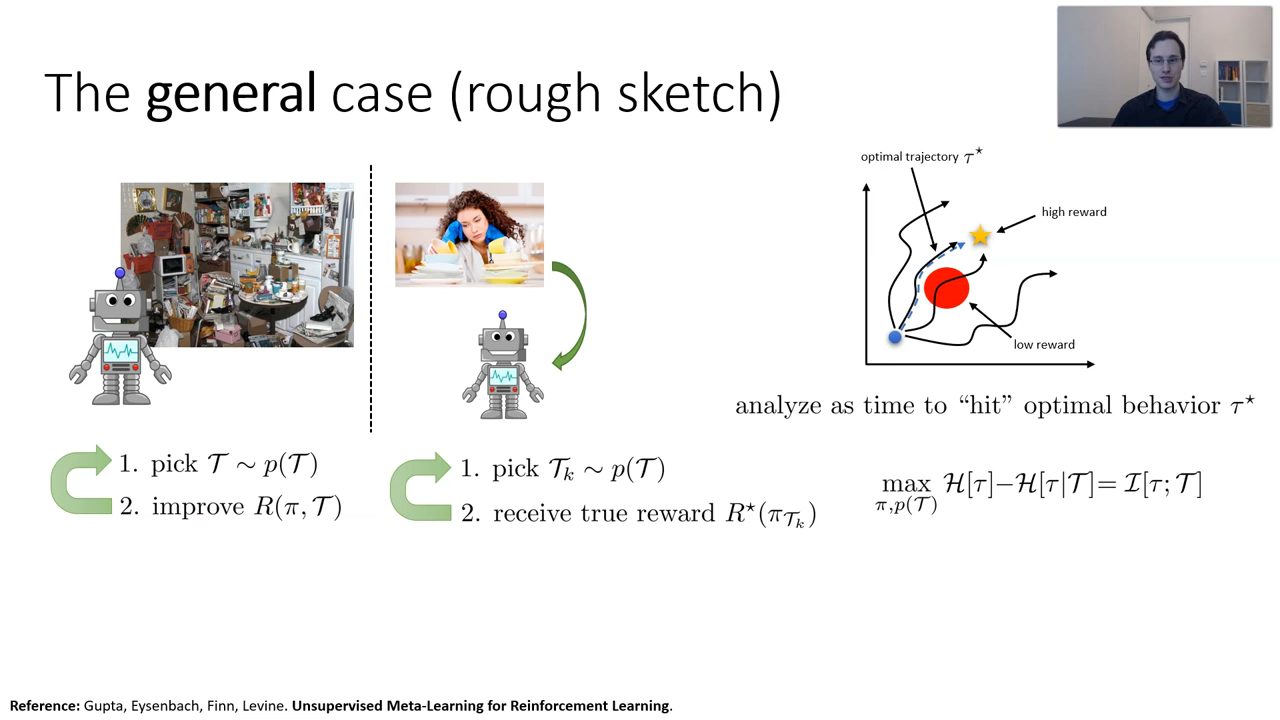 The general case (rough sketch)
optimal trajectory τ⋆
high reward
low reward
analyze as time to “hit” optimal behavior τ⋆
1. pick 𝒯 ∼ p(𝒯)
2. improve R(π, 𝒯)
1. pick 𝒯ₖ ∼ p(𝒯)
2. receive true reward R⋆(π_𝒯ₖ)
max ℋ[τ]−ℋ[τ|𝒯]= ℐ[τ; 𝒯]
π,p(𝒯)
Reference: Gupta, Eysenbach, Finn, Levine. Unsupervised Meta-Learning for Reinforcement Learning.